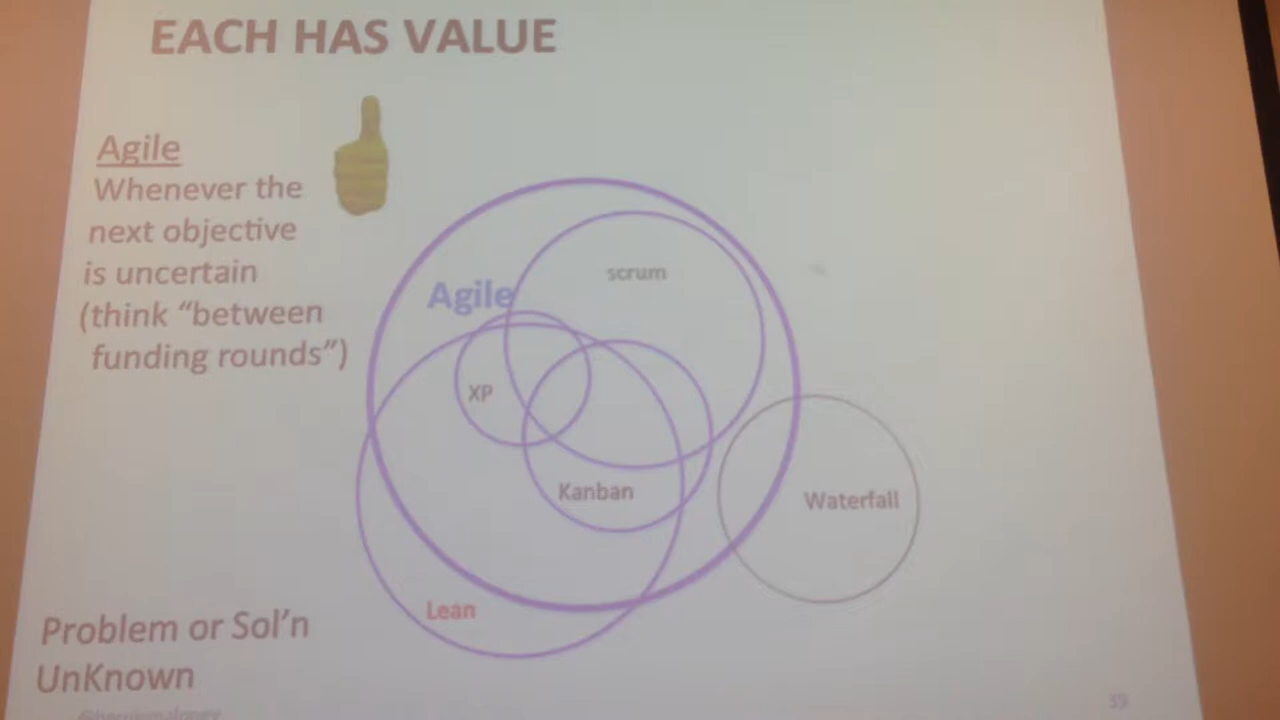 EACH HAS VALUE
Agile
Whenever the
next objective
is uncertain
(think “between
funding rounds”)
Agile
scrum
XP
Kanban
Waterfall
Lean
Problem or Sol’n
UnKnown
39